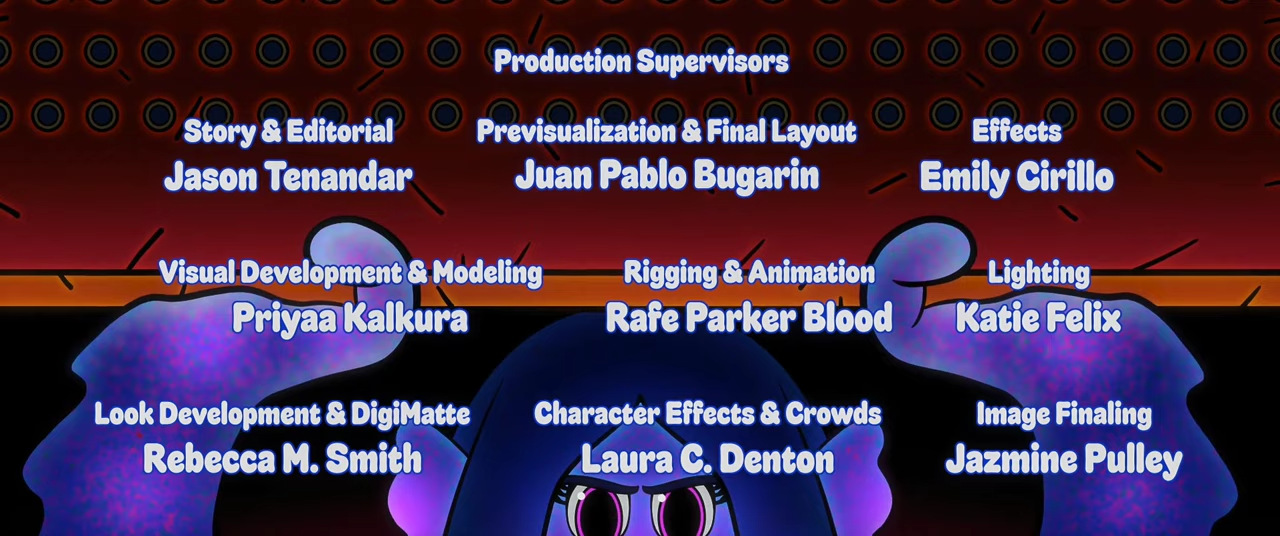 Production Supervisors
Story & Editorial
Jason Tenandar
Previsualization & Final Layout
Juan Pablo Bugarin
Effects
Emily Cirillo
Visual Development & Modeling
Priyaa Kalkura
Rigging & Animation
Rafe Parker Blood
Lighting
Katie Felix
Look Development & DigiMatte
Rebecca M. Smith
Character Effects & Crowds
Laura C. Denton
Image Finaling
Jazmine Pulley